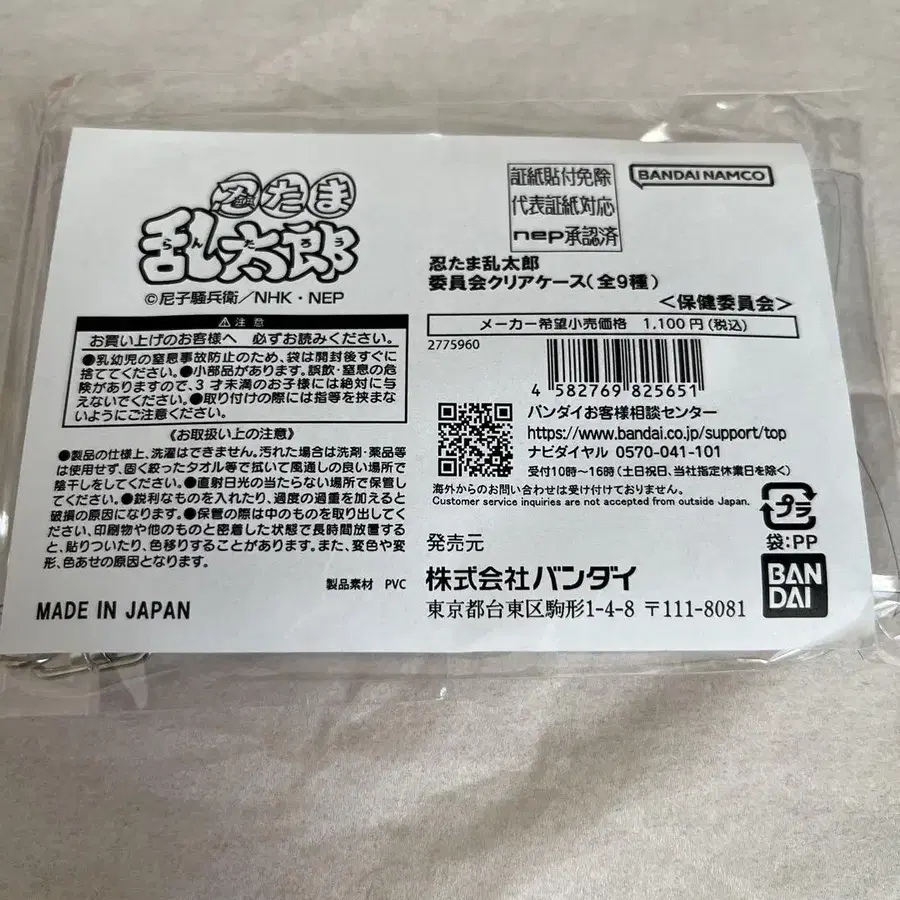 忍たま
らんたろう
乱太郎
©尼子騒兵衛/NHK・NEP
⚠注意
お買い上げのお客様へ 必ずお読みください。
●乳幼児の窒息事故防止のため、袋は開封後すぐに
捨ててください。●小部品があります。誤飲・窒息の危
険がありますので、3才未満のお子様には絶対に与
えないでください。●取り付けの際には指等を挟まな
いようにご注意ください。
《お取扱い上の注意》
●製品の仕様上、洗濯はできません。汚れた場合は洗剤・薬品等
は使用せず、固く絞ったタオル等で拭いて風通しの良い場所で
陰干しをしてください。●直射日光の当たらない場所で保管し
てください。●鋭利なものを入れたり、過度の過重を加えると
破損の原因になります。●保管の際は中のものを取り出してく
ださい、印刷物や他のものと密着した状態で長時間放置する
と、貼りついたり、色移りすることがあります。また、変色や変
形、色あせの原因となります。
製品素材 PVC
MADE IN JAPAN
証紙貼付免除
代表証紙対応
nep承認済
BANDAI NAMCO
忍たま乱太郎
委員会クリアケース(全9種)
<保健委員会>
メーカー希望小売価格 1,100円(税込)
2775960
4 582769 825651
バンダイお客様相談センター
https://www.bandai.co.jp/support/top
ナビダイヤル 0570-041-101
受付10時~16時(土日祝日、当社指定休業日を除く)
海外からのお問い合わせは受け付けておりません。
Customer service inquiries are not accepted from outside Japan.
プラ
袋:PP
発売元
株式会社バンダイ
東京都台東区駒形1-4-8 〒111-8081
BAN
DAI